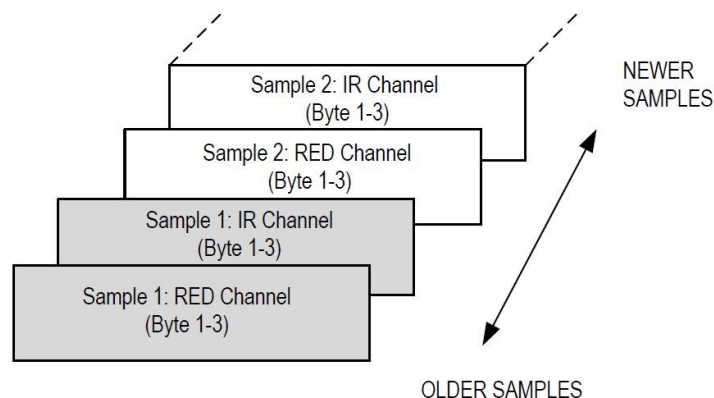 Sample 2: IR Channel
(Byte 1-3)
NEWER
SAMPLES
Sample 2: RED Channel
(Byte 1-3)
Sample 1: IR Channel
(Byte 1-3)
Sample 1: RED Channel
(Byte 1-3)
OLDER SAMPLES